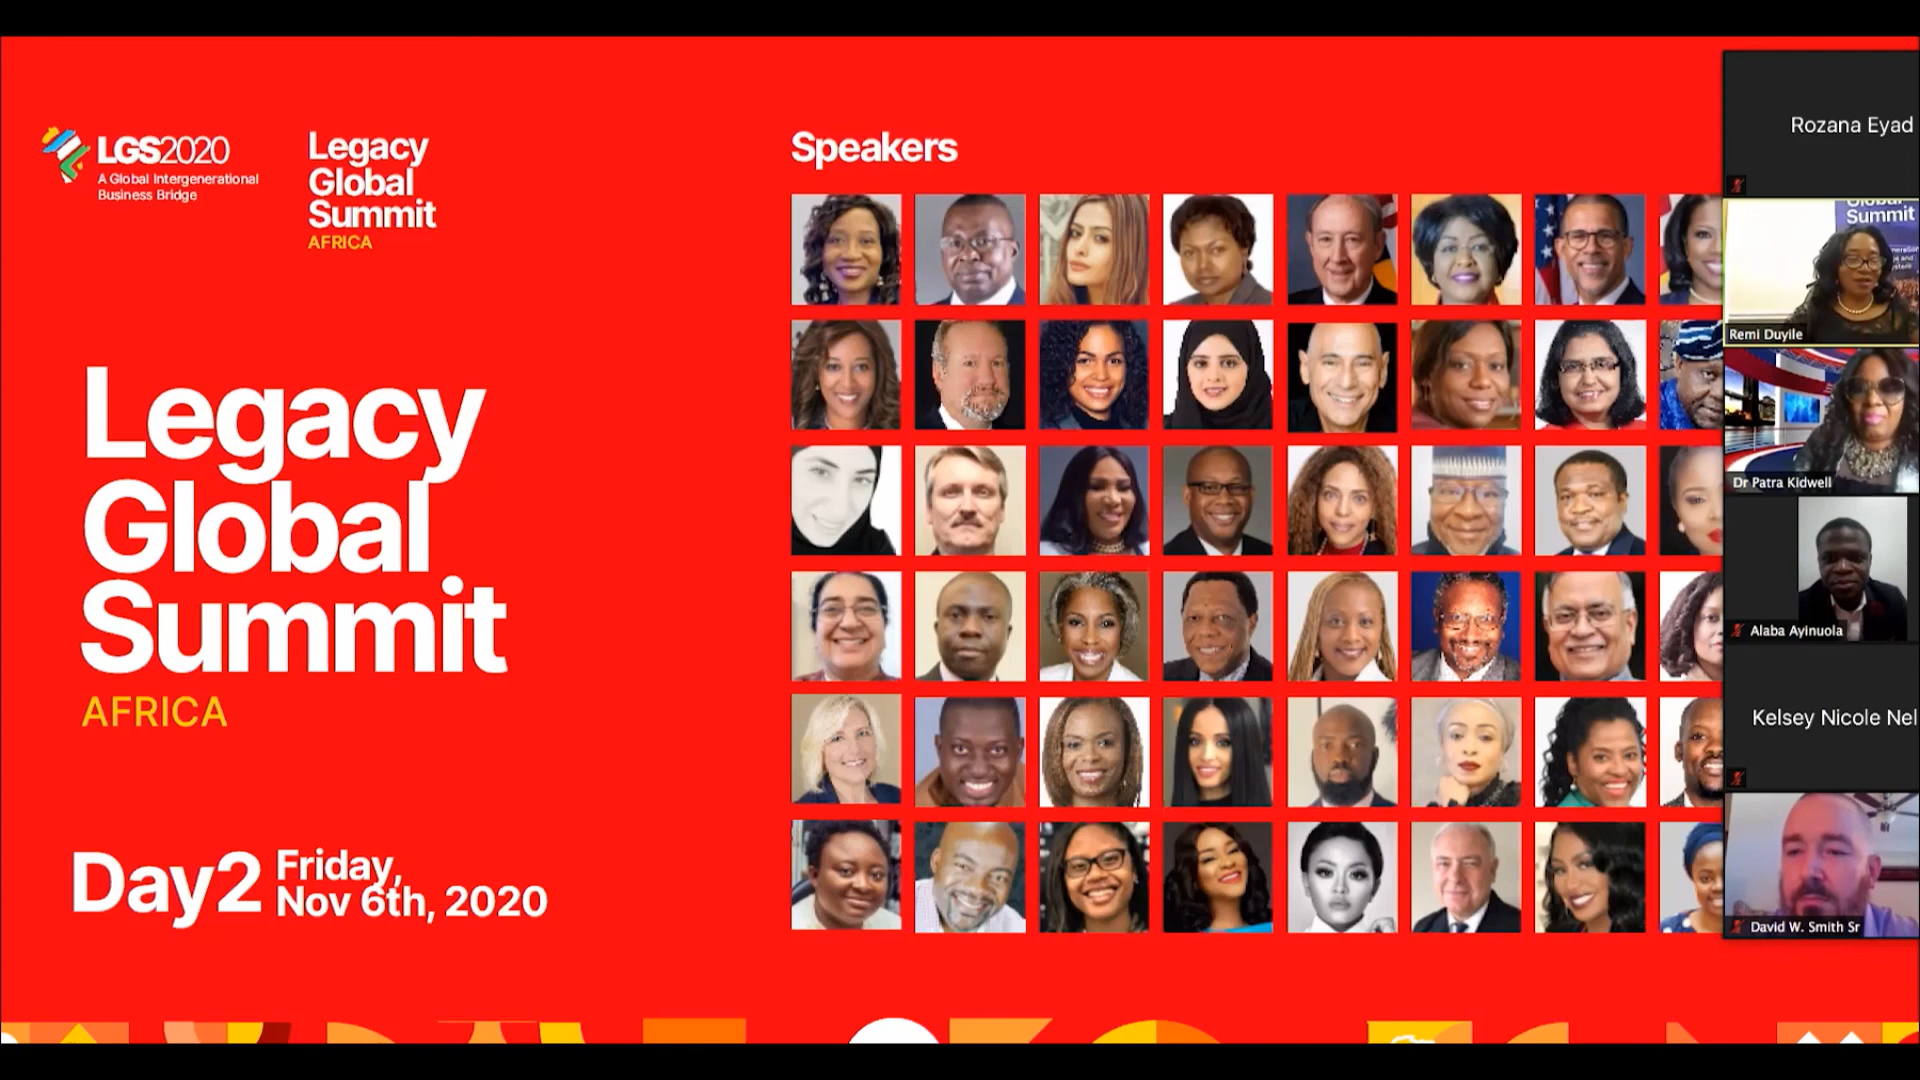 LGS2020
A Global Intergenerational
Business Bridge
Legacy
Global
Summit
AFRICA
Legacy
Global
Summit
AFRICA
Day2
Friday,
Nov 6th, 2020
Speakers
Rozana Eyad
Summit
Remi Duyile
Dr Patra Kidwell
Alaba Ayinuola
Kelsey Nicole Nel
David W. Smith Sr